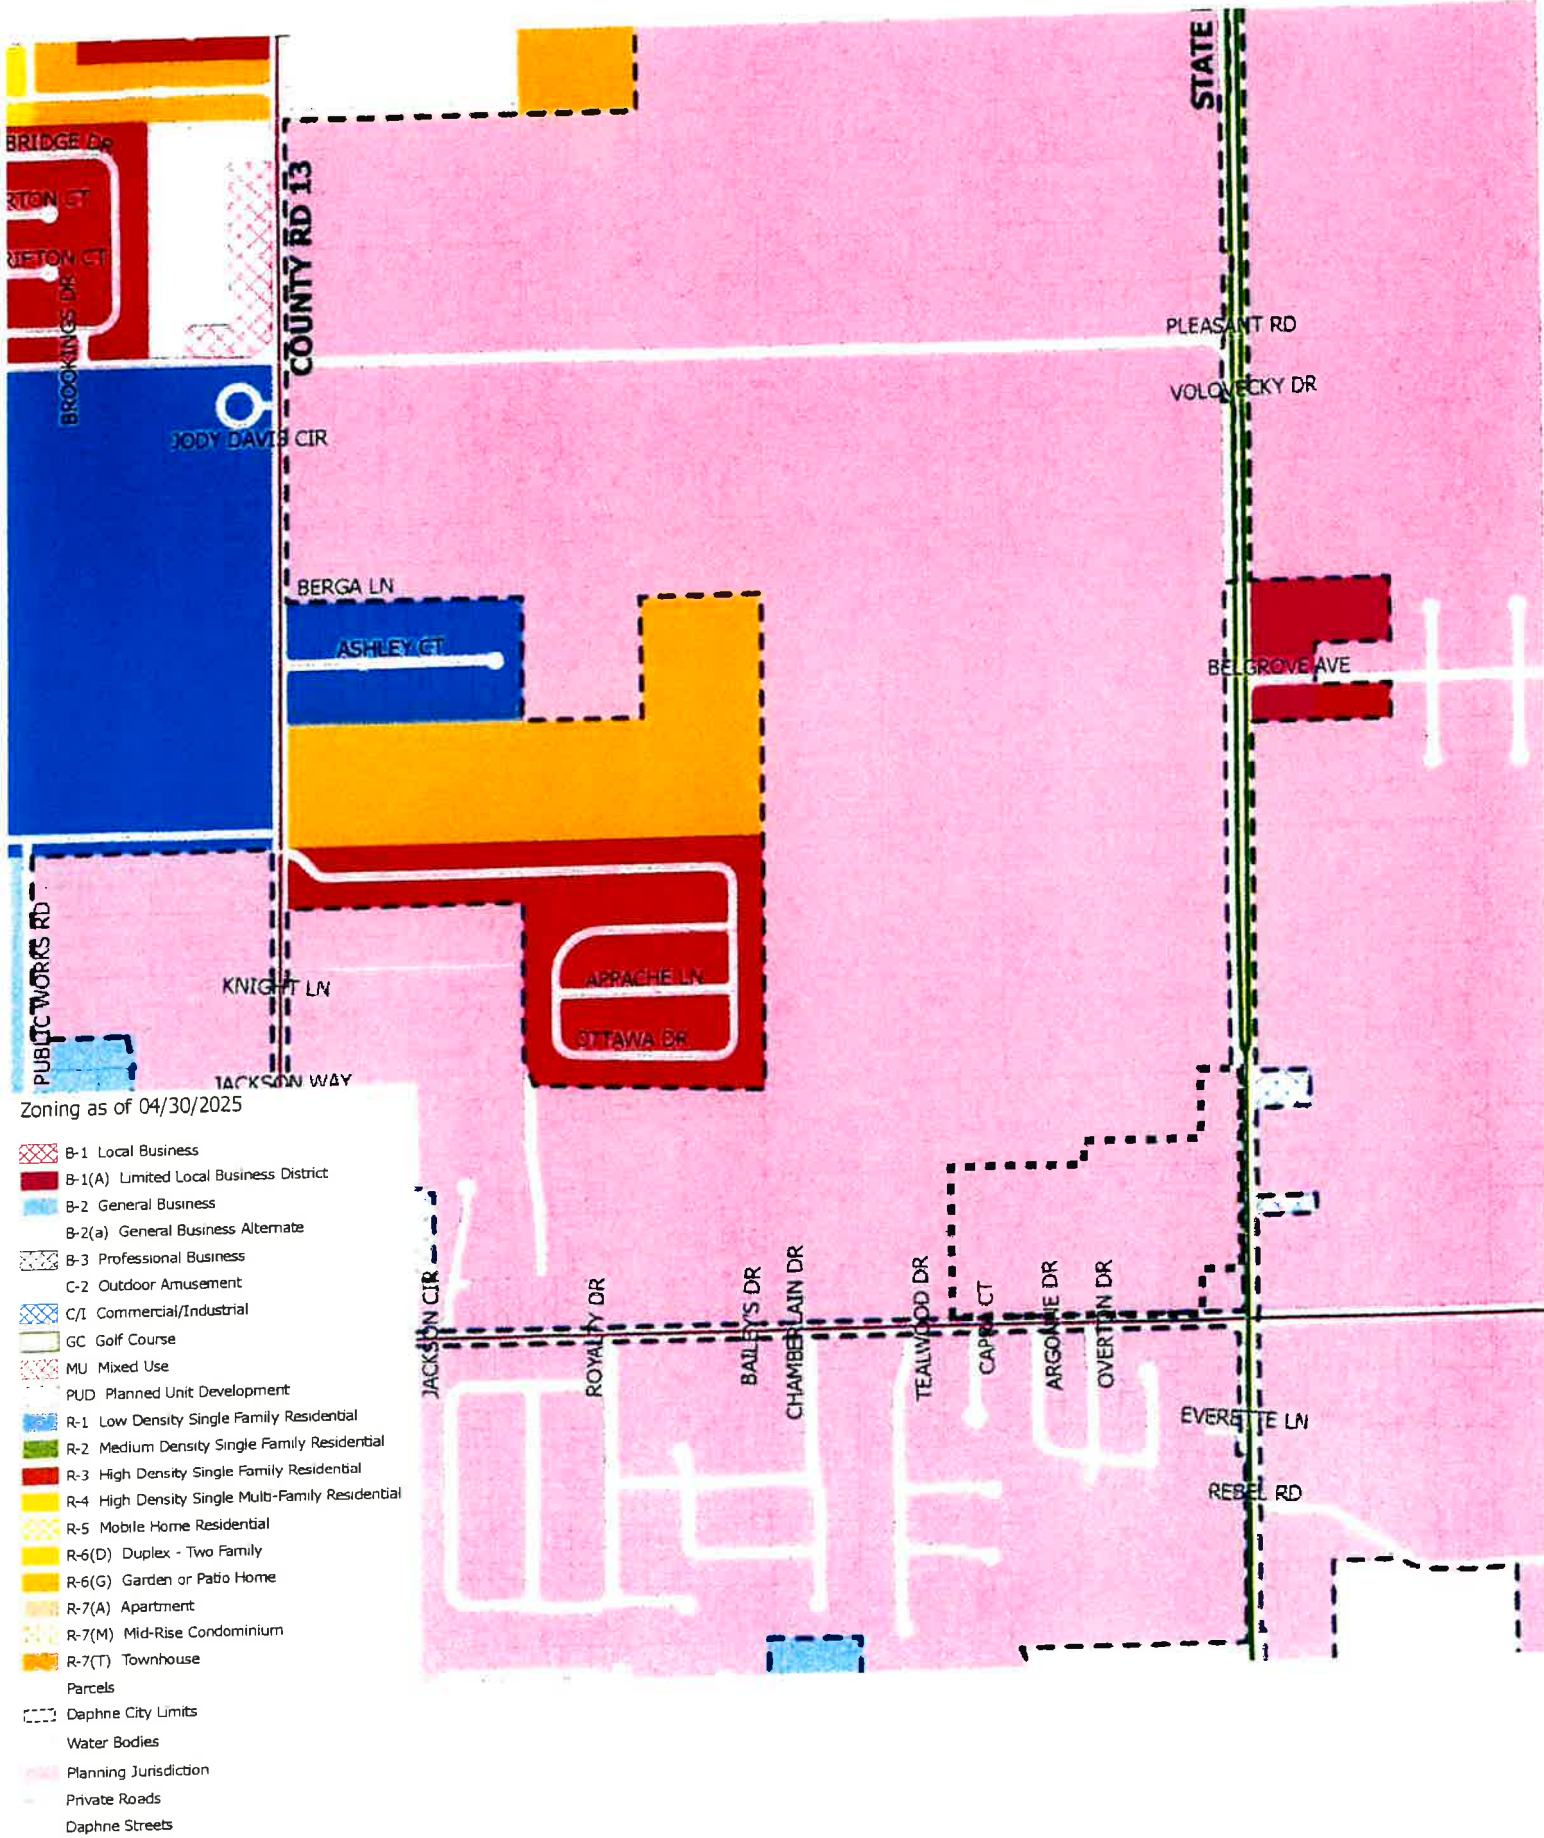 STATE
BRIDGE DR
RTON CT
RIFTON CT
BROOKINGS DR
COUNTY RD 13
PLEASANT RD
VOLOVECKY DR
JODY DAVIS CIR
BERGA LN
ASHLEY CT
BELGROVE AVE
PUBLIC WORKS RD
KNIGHT LN
APPACHE LN
OTTAWA DR
JACKSON WAY
Zoning as of 04/30/2025
B-1 Local Business
B-1(A) Limited Local Business District
B-2 General Business
B-2(a) General Business Alternate
B-3 Professional Business
C-2 Outdoor Amusement
C/I Commercial/Industrial
GC Golf Course
MU Mixed Use
PUD Planned Unit Development
R-1 Low Density Single Family Residential
R-2 Medium Density Single Family Residential
R-3 High Density Single Family Residential
R-4 High Density Single Multi-Family Residential
R-5 Mobile Home Residential
R-6(D) Duplex - Two Family
R-6(G) Garden or Patio Home
R-7(A) Apartment
R-7(M) Mid-Rise Condominium
R-7(T) Townhouse
Parcels
Daphne City Limits
Water Bodies
Planning Jurisdiction
Private Roads
Daphne Streets
JACKSON CIR
ROYALTY DR
BAILEYS DR
CHAMBERLAIN DR
TEALWOOD DR
CAPRI CT
ARGONNE DR
OVERTON DR
EVERETTE LN
REBEL RD